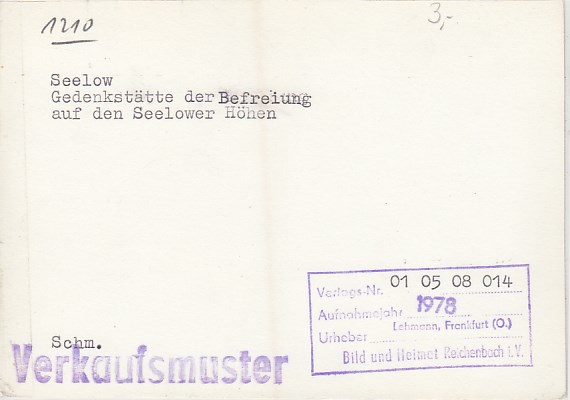 1210
3,-
Seelow
Gedenkstätte der Befreiung
auf den Seelower Höhen
Verlags-Nr. 01 05 08 014
Aufnahmejahr 1978
Urheber Lehmann, Frankfurt (O.)
Bild und Heimat Reichenbach i.V.
Schm.
Verkaufsmuster